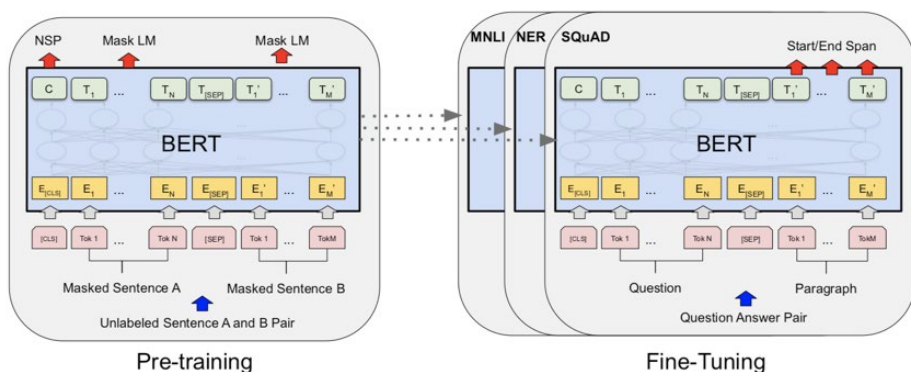 NSP Mask LM Mask LM
C T1 ... TN T[SEP] T1' ... TM'
BERT
E[CLS] E1 ... EN E[SEP] E1' ... EM'
[CLS] Tok 1 ... Tok N [SEP] Tok 1 ... TokM
Masked Sentence A Masked Sentence B
Unlabeled Sentence A and B Pair
Pre-training
MNLI NER SQuAD
Start/End Span
C T1 ... TN T[SEP] T1' ... TM'
BERT
E[CLS] E1 ... EN E[SEP] E1' ... EM'
[CLS] Tok 1 ... Tok N [SEP] Tok 1 ... TokM
Question Paragraph
Question Answer Pair
Fine-Tuning